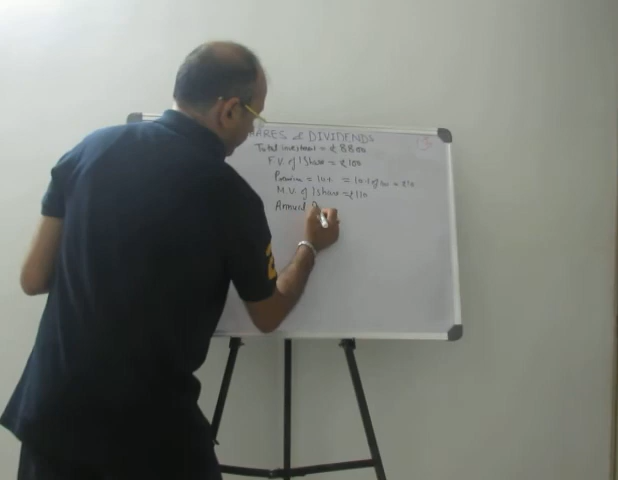 HARES & DIVIDENDS
Total investment = ₹ 8800
F.V. of 1 Share = ₹ 100
Premium = 10% = 10% of 100 = ₹10
M.V. of 1 share = ₹ 110
Annual